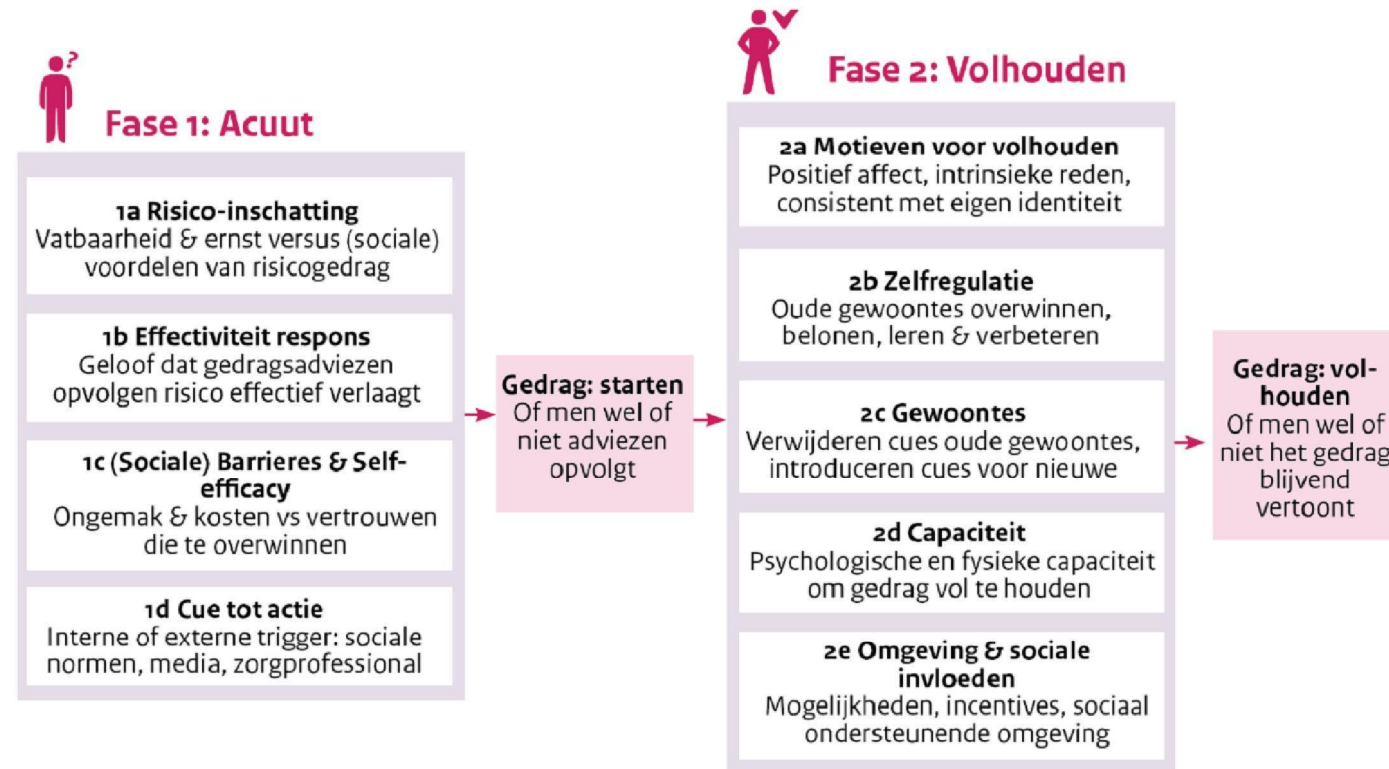 ?
Fase 1: Acuut
1a Risico-inschatting
Vatbaarheid & ernst versus (sociale)
voordelen van risicogedrag
1b Effectiviteit respons
Geloof dat gedragsadviezen
opvolgen risico effectief verlaagt
1c (Sociale) Barrieres & Self-
efficacy
Ongemak & kosten vs vertrouwen
die te overwinnen
1d Cue tot actie
Interne of externe trigger: sociale
normen, media, zorgprofessional
Gedrag: starten
Of men wel of
niet adviezen
opvolgt
Fase 2: Volhouden
2a Motieven voor volhouden
Positief affect, intrinsieke reden,
consistent met eigen identiteit
2b Zelfregulatie
Oude gewoontes overwinnen,
belonen, leren & verbeteren
2c Gewoontes
Verwijderen cues oude gewoontes,
introduceren cues voor nieuwe
2d Capaciteit
Psychologische en fysieke capaciteit
om gedrag vol te houden
2e Omgeving & sociale
invloeden
Mogelijkheden, incentives, sociaal
ondersteunende omgeving
Gedrag: vol-
houden
Of men wel of
niet het gedrag
blijvend
vertoont